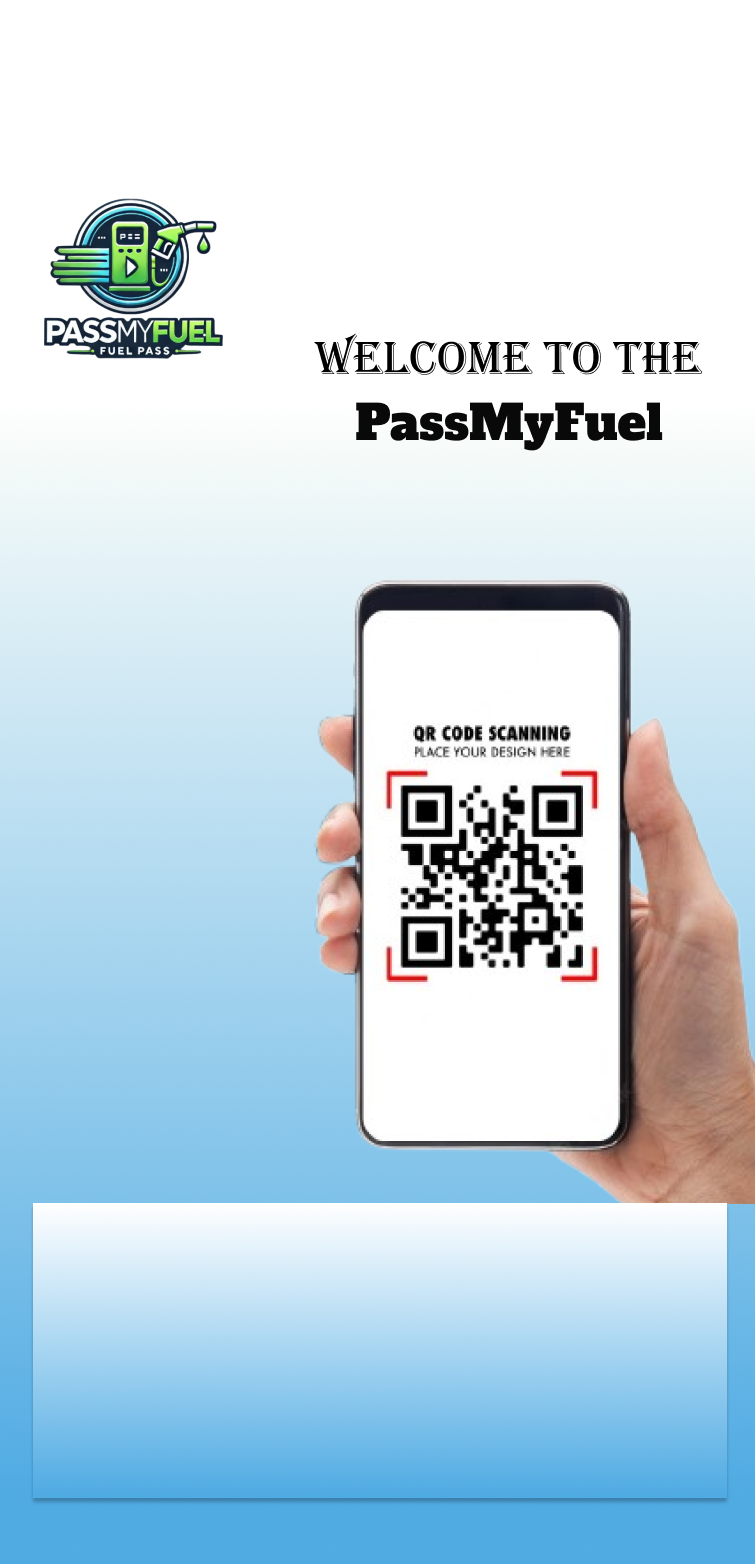 PASSMYFUEL
FUEL PASS
WELCOME TO THE
PassMyFuel
QR CODE SCANNING
PLACE YOUR DESIGN HERE